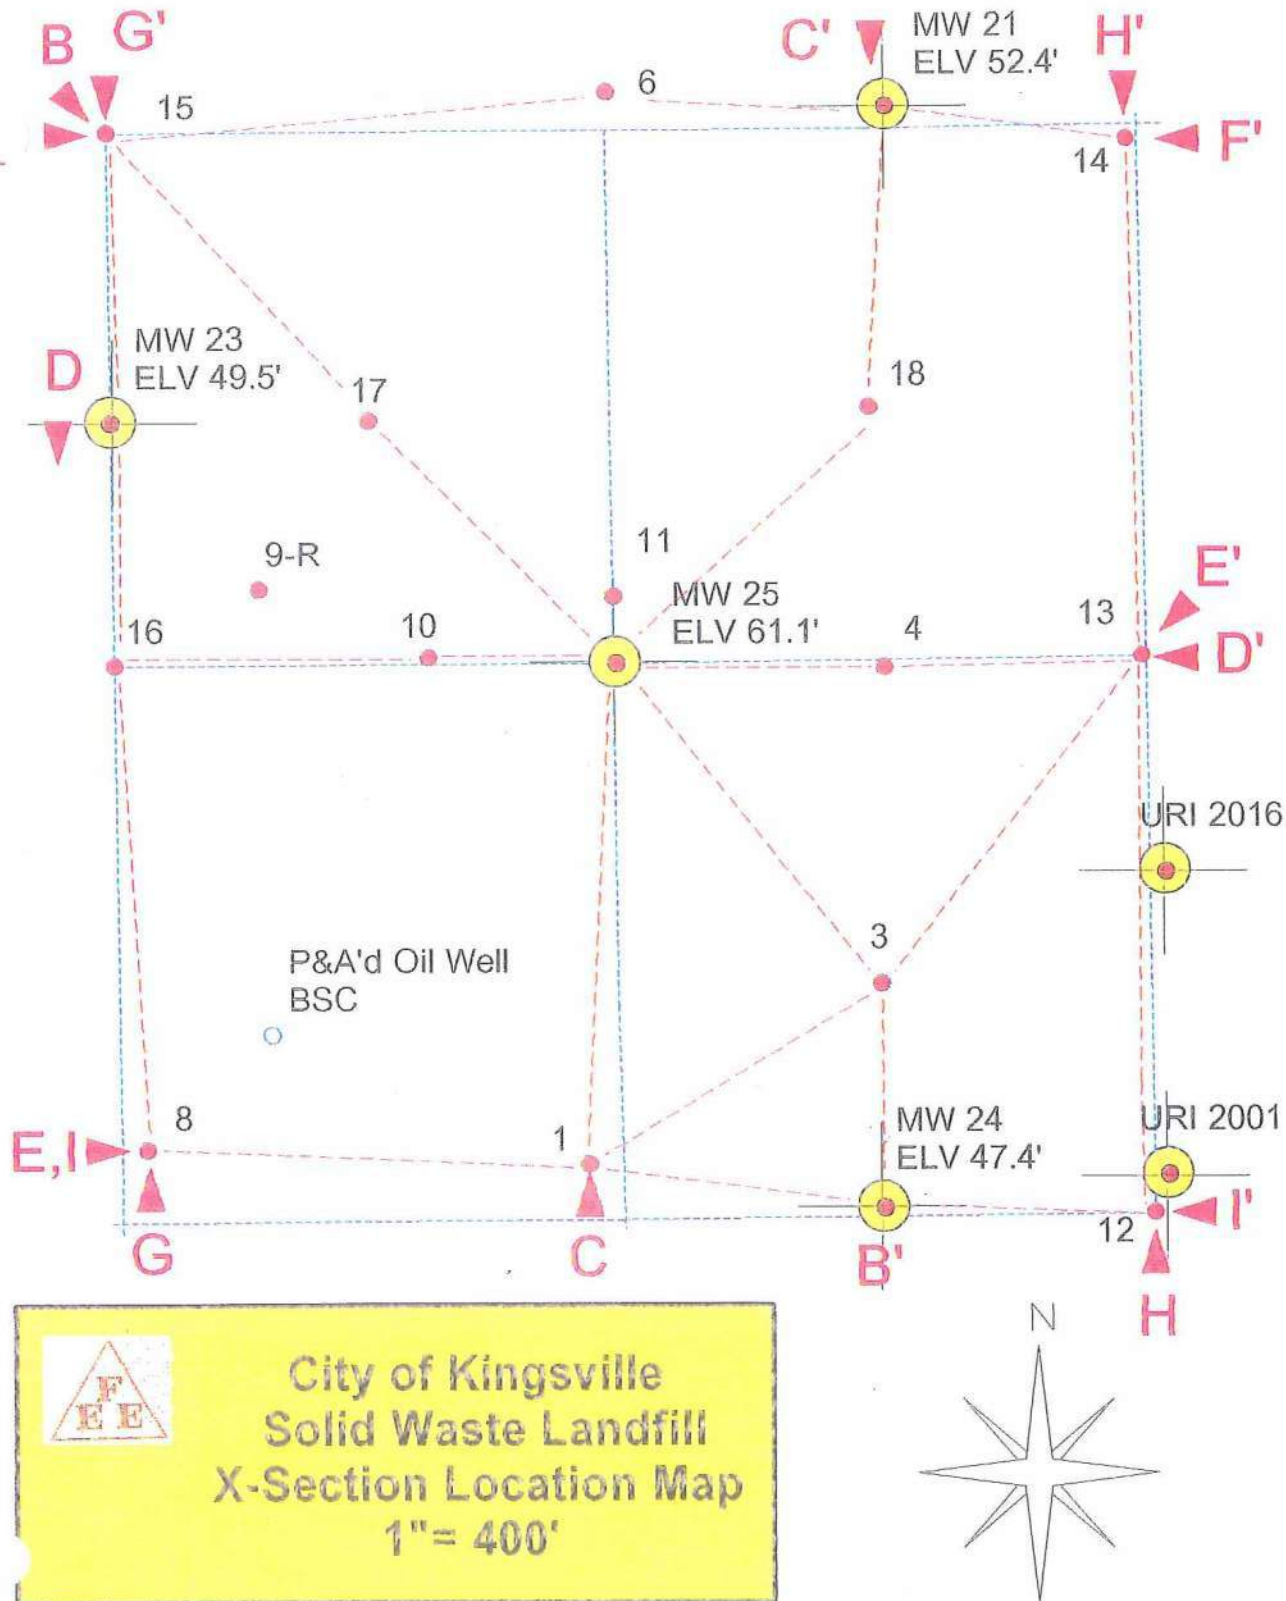 B
G'
C'
MW 21
ELV 52.4'
H'
15
6
14
F'
MW 23
ELV 49.5'
D
17
18
9-R
11
MW 25
ELV 61.1'
E'
13
16
10
4
D'
URI 2016
3
P&A'd Oil Well
BSC
8
1
MW 24
ELV 47.4'
URI 2001
E,I
I'
12
G
C
B'
H
N
F
E E
City of Kingsville
Solid Waste Landfill
X-Section Location Map
1"= 400'